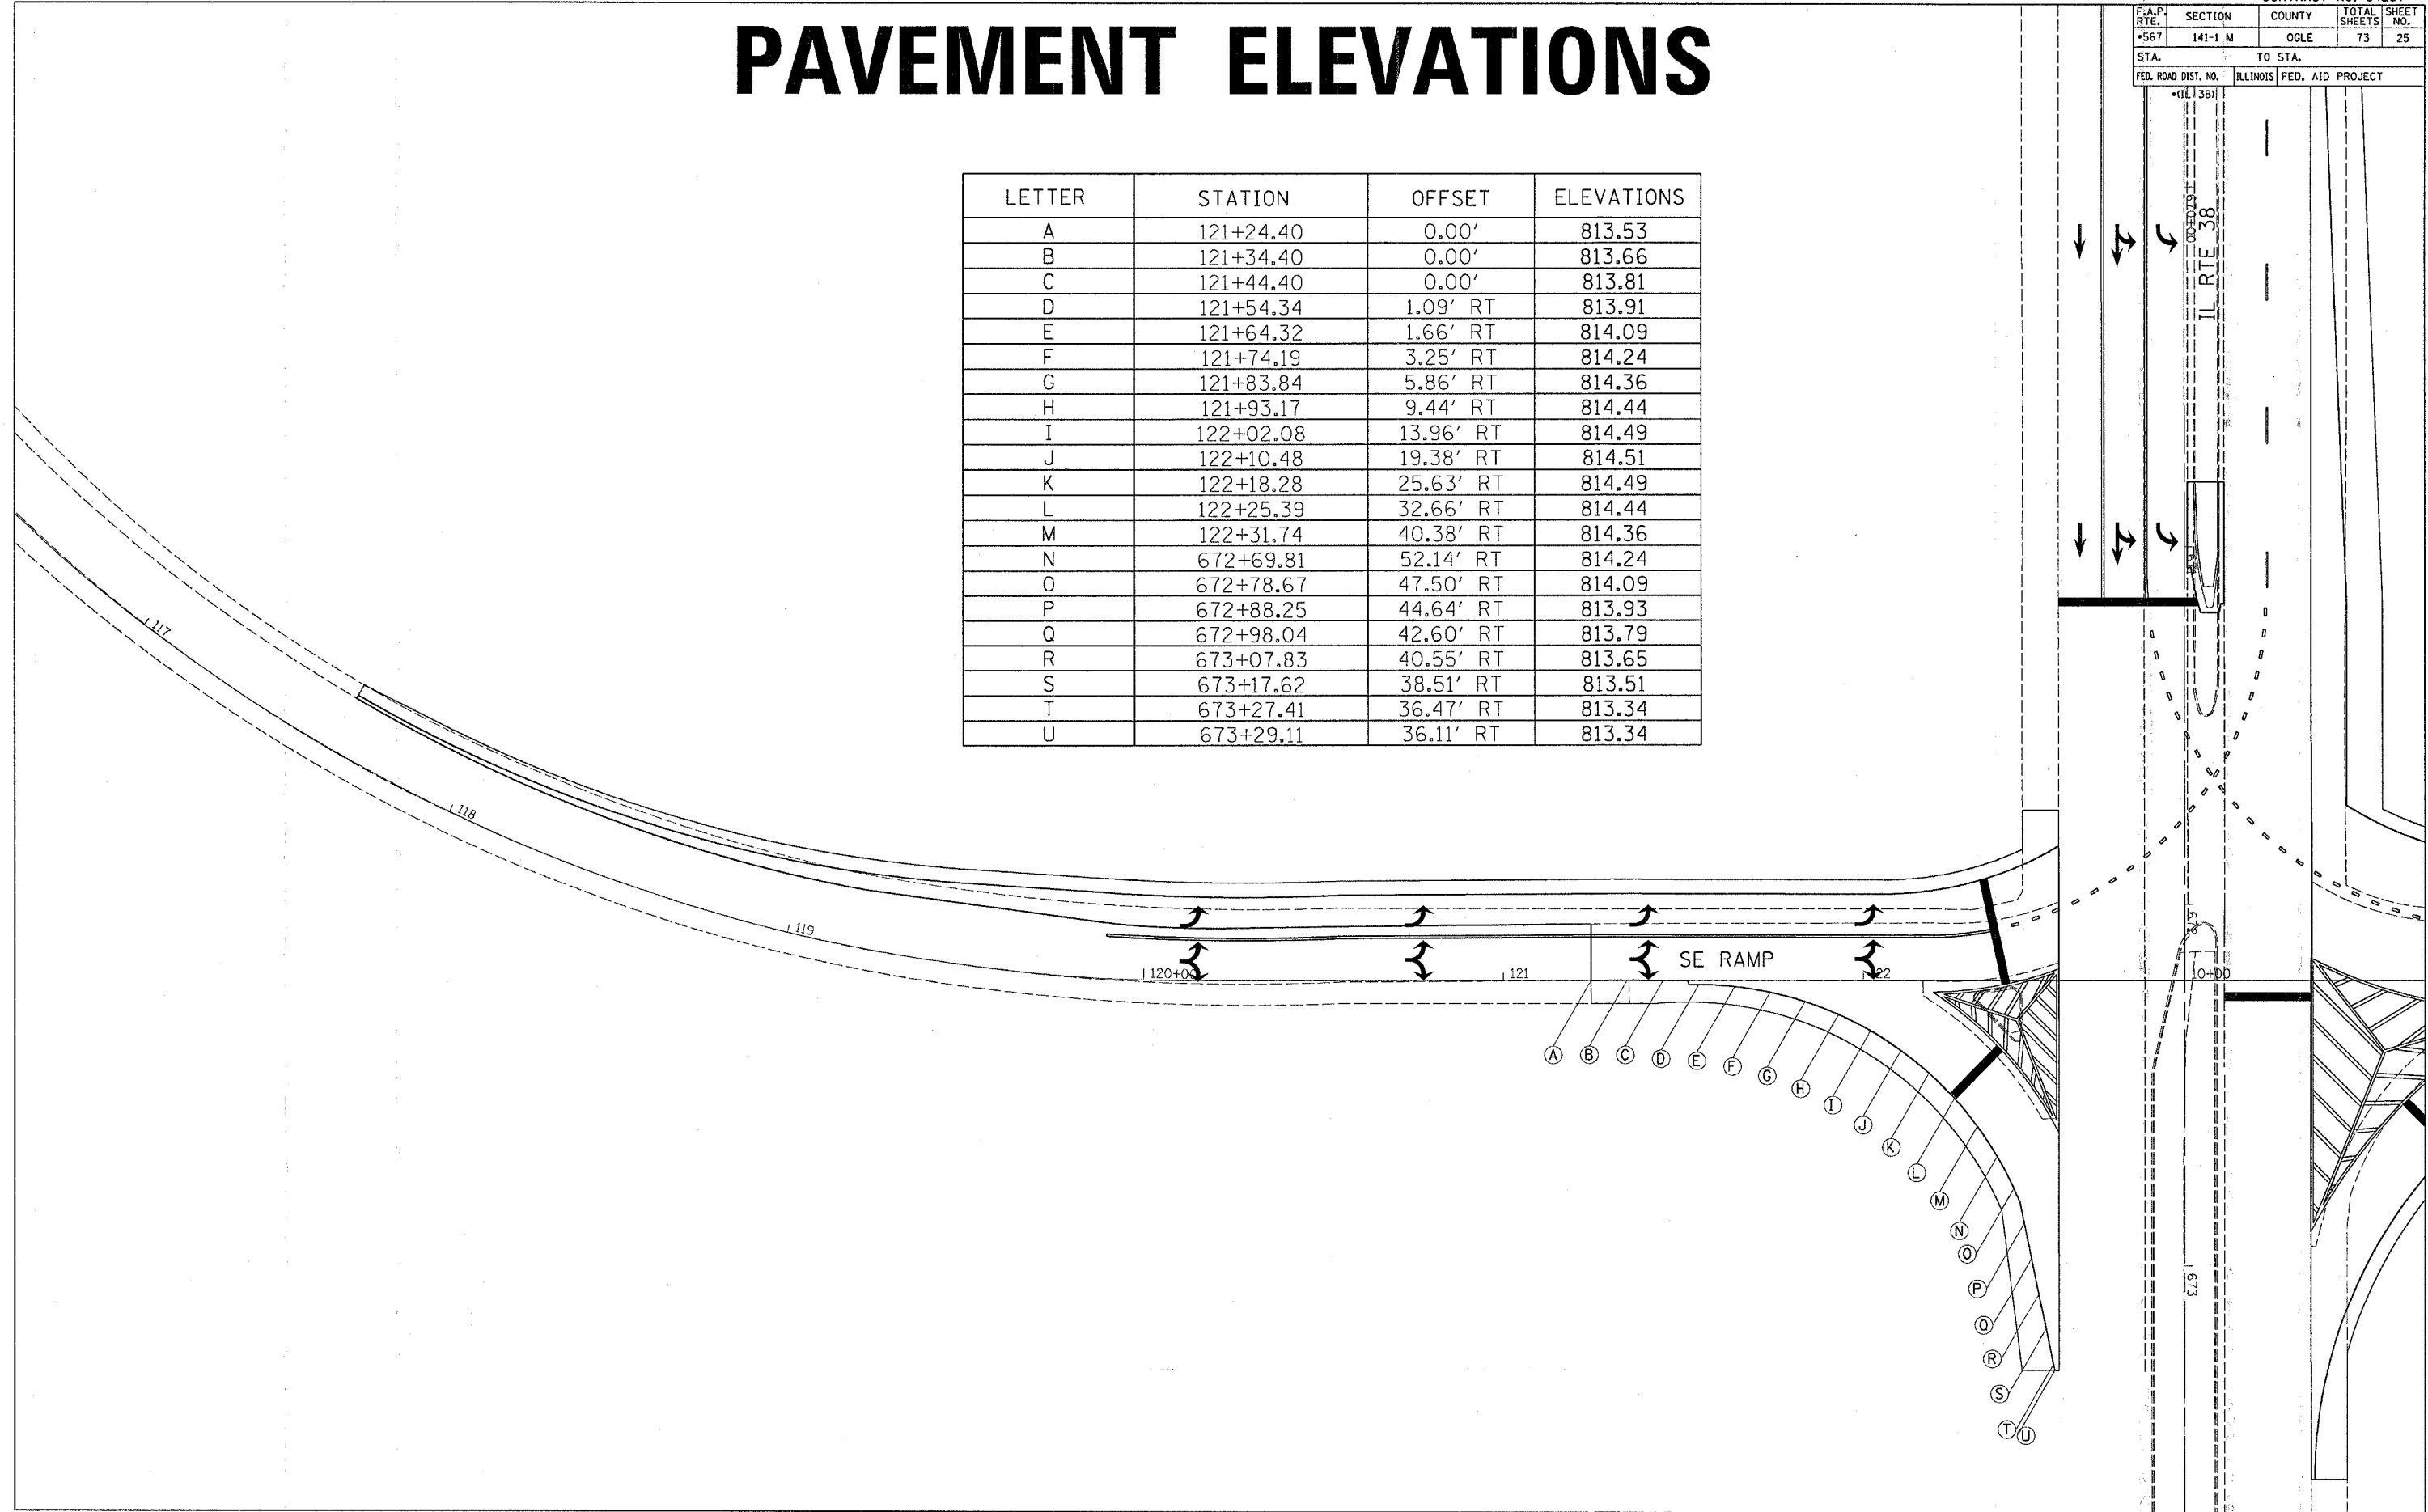 PAVEMENT ELEVATIONS
F.A.P. RTE. SECTION COUNTY TOTAL SHEETS SHEET NO.
•567 141-1 M OGLE 73 25
STA. TO STA.
FED. ROAD DIST. NO. ILLINOIS FED. AID PROJECT
LETTER STATION OFFSET ELEVATIONS
A 121+24.40 0.00' 813.53
B 121+34.40 0.00' 813.66
C 121+44.40 0.00' 813.81
D 121+54.34 1.09' RT 813.91
E 121+64.32 1.66' RT 814.09
F 121+74.19 3.25' RT 814.24
G 121+83.84 5.86' RT 814.36
H 121+93.17 9.44' RT 814.44
I 122+02.08 13.96' RT 814.49
J 122+10.48 19.38' RT 814.51
K 122+18.28 25.63' RT 814.49
L 122+25.39 32.66' RT 814.44
M 122+31.74 40.38' RT 814.36
N 672+69.81 52.14' RT 814.24
O 672+78.67 47.50' RT 814.09
P 672+88.25 44.64' RT 813.93
Q 672+98.04 42.60' RT 813.79
R 673+07.83 40.55' RT 813.65
S 673+17.62 38.51' RT 813.51
T 673+27.41 36.47' RT 813.34
U 673+29.11 36.11' RT 813.34
IL RTE 38
117
118
119
120+00
121
SE RAMP
10+00
673
A
B
C
D
E
F
G
H
I
J
K
L
M
N
O
P
Q
R
S
T
U